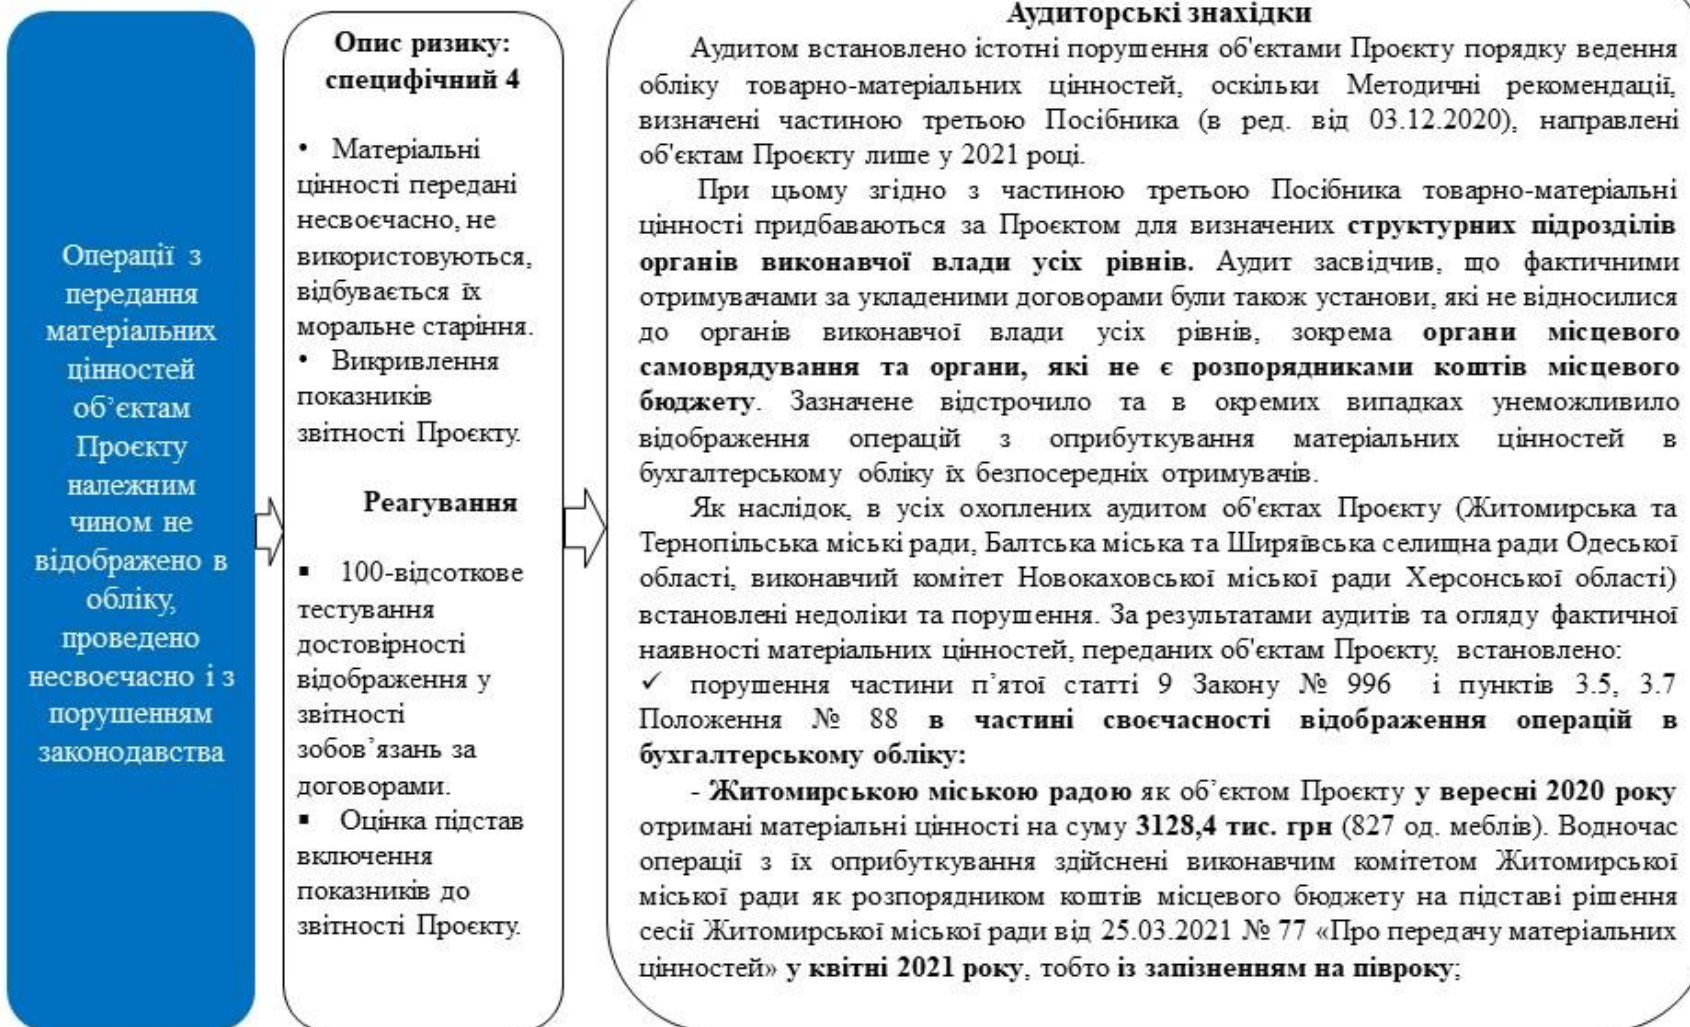 Операції з
передання
матеріальних
цінностей
об’єктам
Проєкту
належним
чином не
відображено в
обліку,
проведено
несвоєчасно і з
порушенням
законодавства
Опис ризику:
специфічний 4
• Матеріальні
цінності передані
несвоєчасно, не
використовуються,
відбувається їх
моральне старіння.
• Викривлення
показників
звітності Проєкту.
Реагування
▪ 100-відсоткове
тестування
достовірності
відображення у
звітності
зобов’язань за
договорами.
▪ Оцінка підстав
включення
показників до
звітності Проєкту.
Аудиторські знахідки
Аудитом встановлено істотні порушення об'єктами Проєкту порядку ведення
обліку товарно-матеріальних цінностей, оскільки Методичні рекомендації,
визначені частиною третьою Посібника (в ред. від 03.12.2020), направлені
об'єктам Проєкту лише у 2021 році.
При цьому згідно з частиною третьою Посібника товарно-матеріальні
цінності придбаваються за Проєктом для визначених структурних підрозділів
органів виконавчої влади усіх рівнів. Аудит засвідчив, що фактичними
отримувачами за укладеними договорами були також установи, які не відносилися
до органів виконавчої влади усіх рівнів, зокрема органи місцевого
самоврядування та органи, які не є розпорядниками коштів місцевого
бюджету. Зазначене відстрочило та в окремих випадках унеможливило
відображення операцій з оприбуткування матеріальних цінностей в
бухгалтерському обліку їх безпосередніх отримувачів.
Як наслідок, в усіх охоплених аудитом об'єктах Проєкту (Житомирська та
Тернопільська міські ради, Балтська міська та Ширяївська селищна ради Одеської
області, виконавчий комітет Новокаховської міської ради Херсонської області)
встановлені недоліки та порушення. За результатами аудитів та огляду фактичної
наявності матеріальних цінностей, переданих об'єктам Проєкту, встановлено:
✓ порушення частини п’ятої статті 9 Закону № 996 і пунктів 3.5, 3.7
Положення № 88 в частині своєчасності відображення операцій в
бухгалтерському обліку:
- Житомирською міською радою як об’єктом Проєкту у вересні 2020 року
отримані матеріальні цінності на суму 3128,4 тис. грн (827 од. меблів). Водночас
операції з їх оприбуткування здійснені виконавчим комітетом Житомирської
міської ради як розпорядником коштів місцевого бюджету на підставі рішення
сесії Житомирської міської ради від 25.03.2021 № 77 «Про передачу матеріальних
цінностей» у квітні 2021 року, тобто із запізненням на півроку;